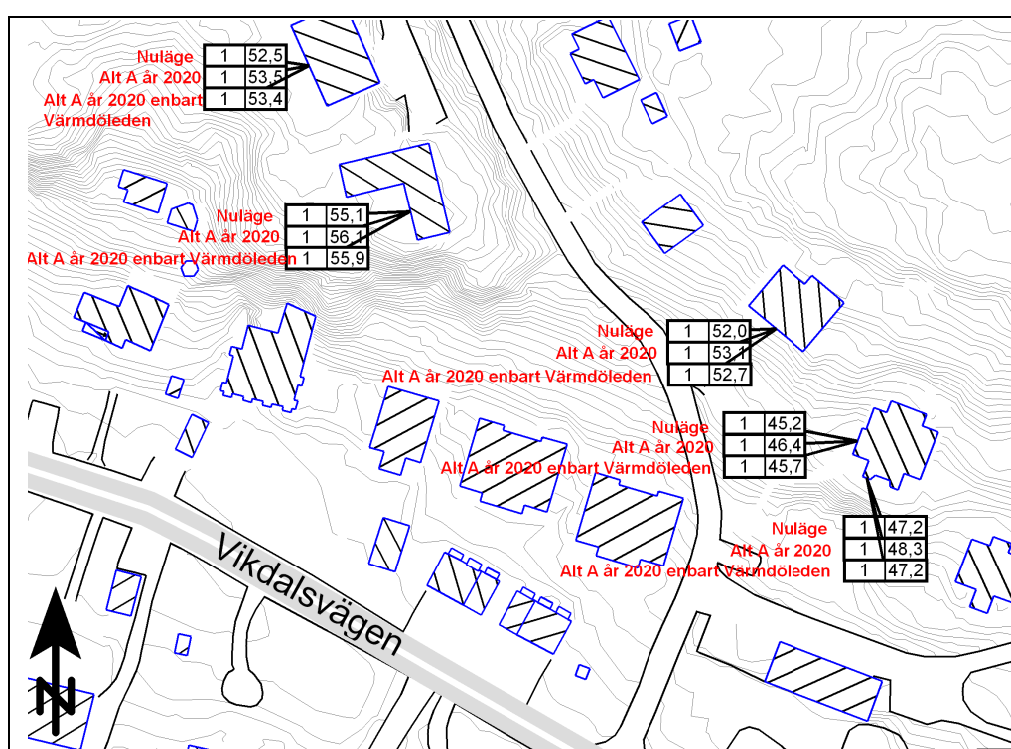 Nuläge 1 52,5
Alt A år 2020 1 53,5
Alt A år 2020 enbart 1 53,4
Värmdöleden
Nuläge 1 55,1
Alt A år 2020 1 56,1
Alt A år 2020 enbart Värmdöleden 1 55,9
Nuläge 1 52,0
Alt A år 2020 1 53,1
Alt A år 2020 enbart Värmdöleden 1 52,7
Nuläge 1 45,2
Alt A år 2020 1 46,4
Alt A år 2020 enbart Värmdöleden 1 45,7
Nuläge 1 47,2
Alt A år 2020 1 48,3
Alt A år 2020 enbart Värmdöleden 1 47,2
Vikdalsvägen
N